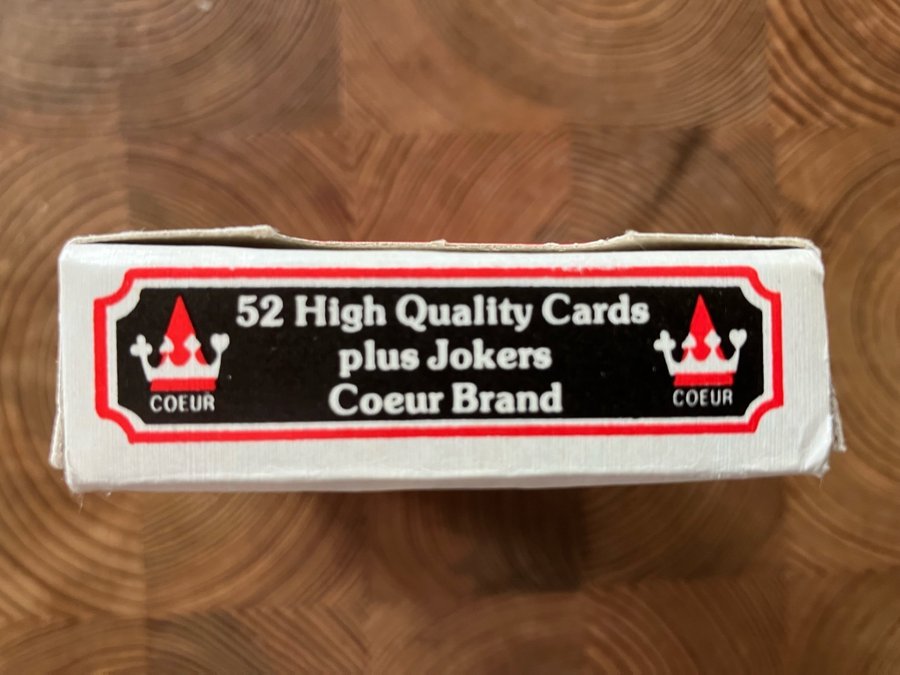 52 High Quality Cards
plus Jokers
Coeur Brand
COEUR
COEUR